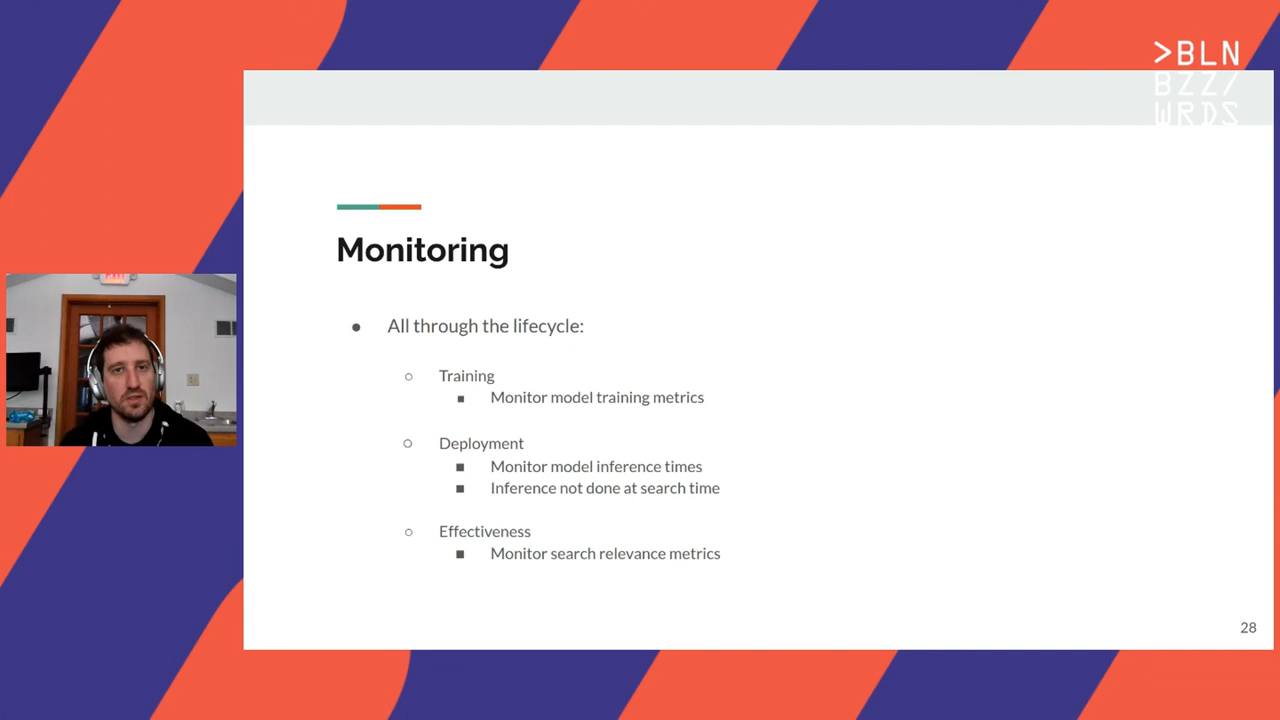 >BLN
BZZ/
WRDS
Monitoring
● All through the lifecycle:
○ Training
■ Monitor model training metrics
○ Deployment
■ Monitor model inference times
■ Inference not done at search time
○ Effectiveness
■ Monitor search relevance metrics
28